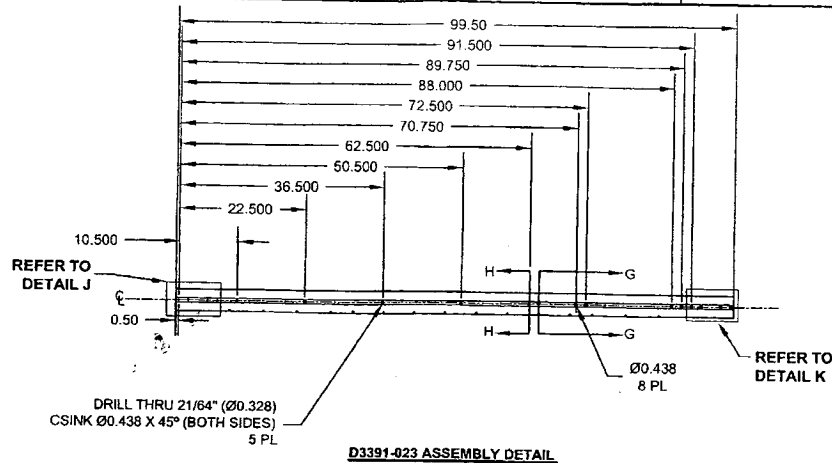 99.50
91.500
89.750
88.000
72.500
70.750
62.500
50.500
36.500
22.500
10.500
REFER TO
DETAIL J
H
G
℄
0.50
H
G
Ø0.438
8 PL
REFER TO
DETAIL K
DRILL THRU 21/64" (Ø0.328)
CSINK Ø0.438 X 45° (BOTH SIDES)
5 PL
D3391-023 ASSEMBLY DETAIL